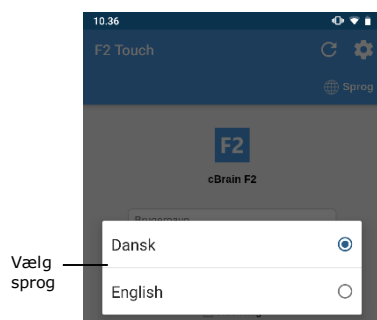 10.36
F2 Touch
Sprog
F2
cBrain F2
Brugernavn
Dansk
Vælg
sprog
English